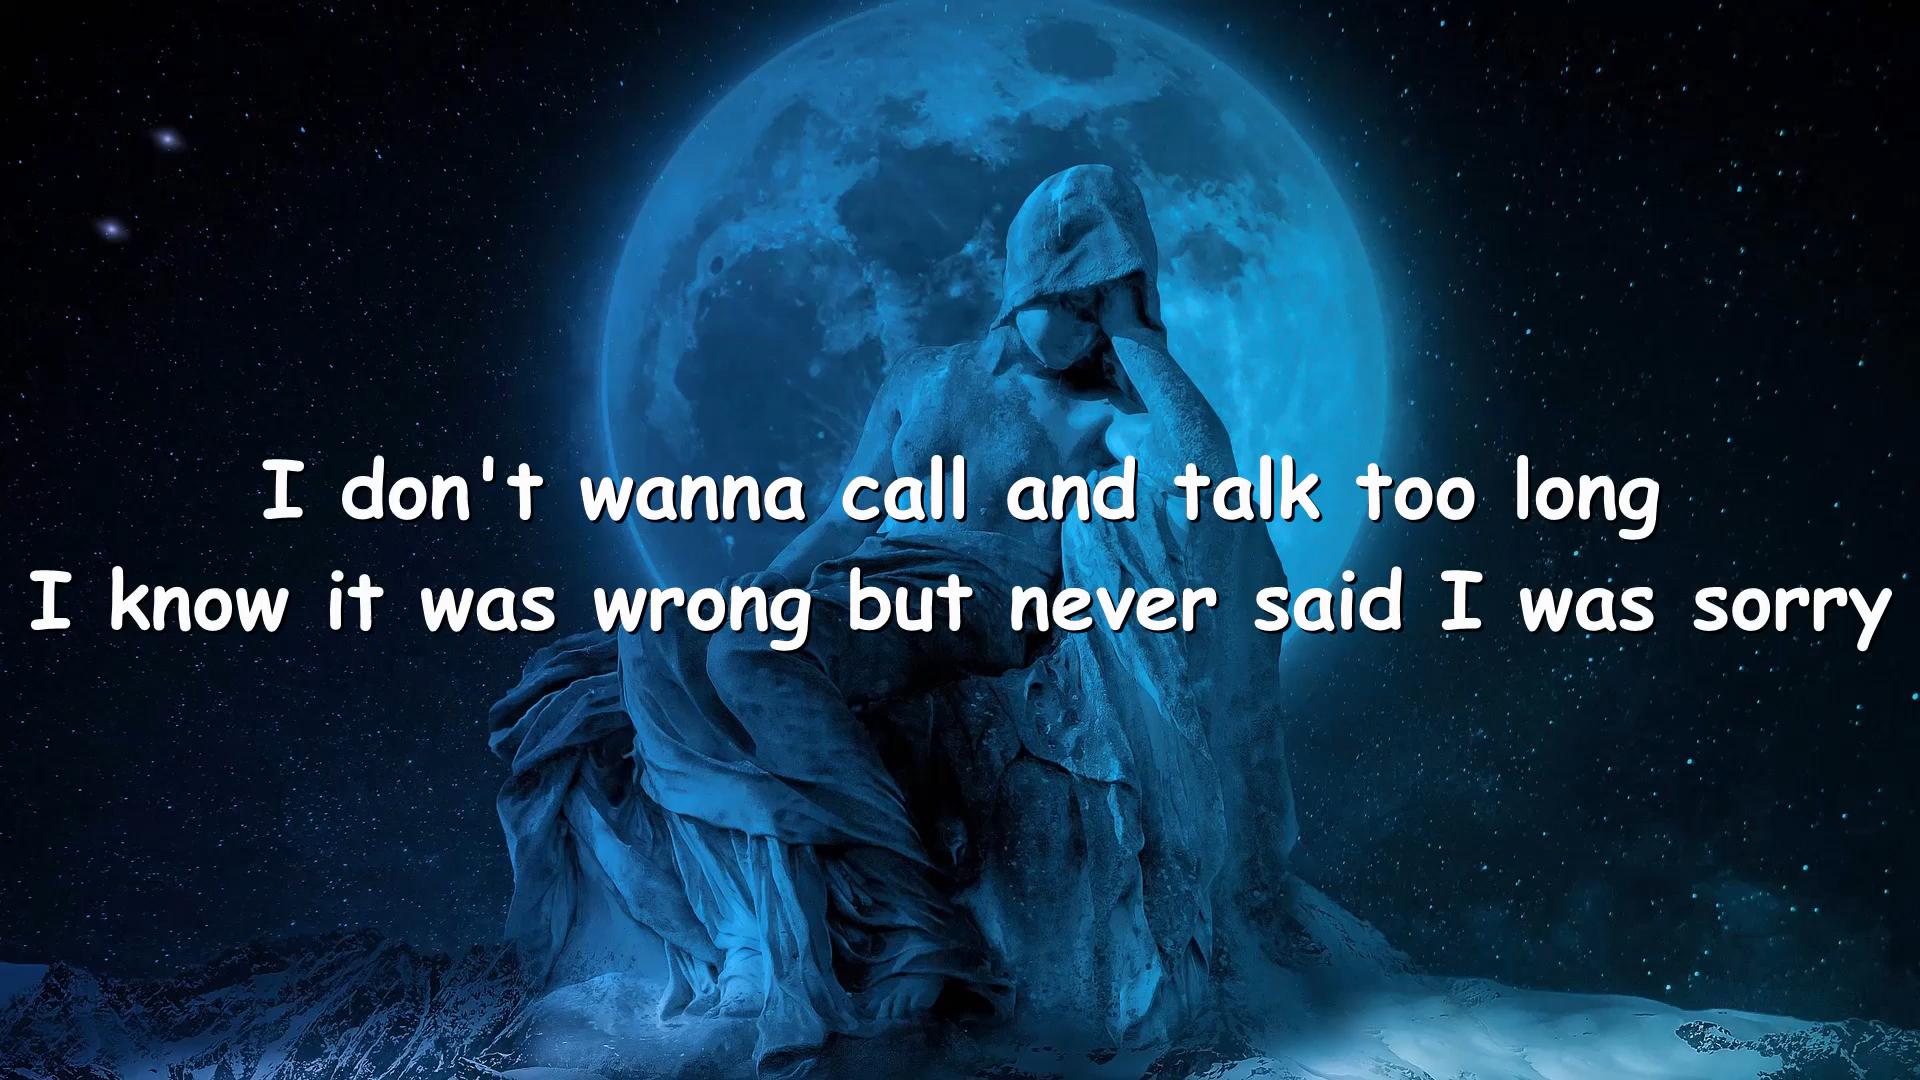 I don't wanna call and talk too long
I know it was wrong but never said I was sorry